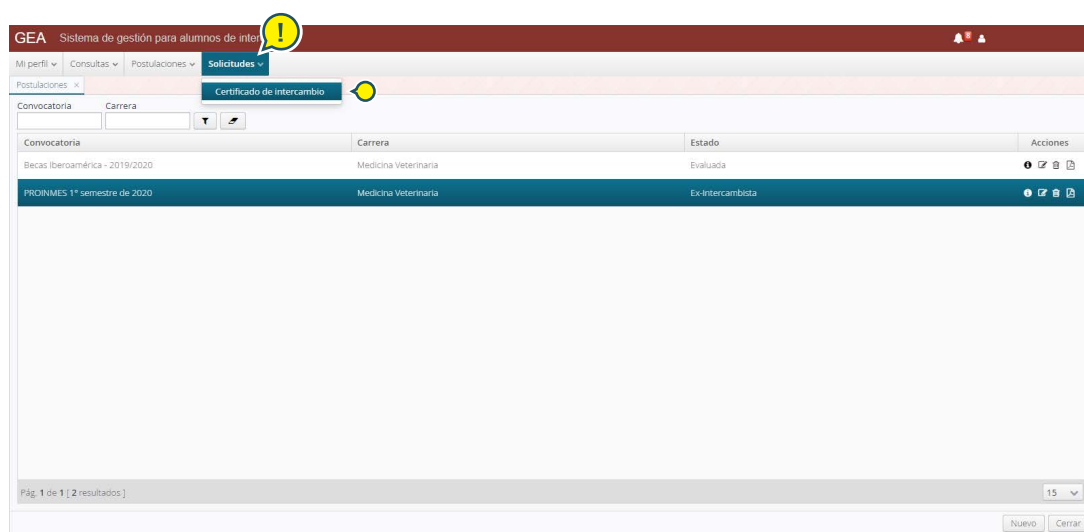 GEA Sistema de gestión para alumnos de inter
!
Mi perfil Consultas Postulaciones Solicitudes
Postulaciones ×
Certificado de intercambio
Convocatoria Carrera
Convocatoria Carrera Estado Acciones
Becas Iberoamérica - 2019/2020 Medicina Veterinaria Evaluada
PROINMES 1º semestre de 2020 Medicina Veterinaria Ex-Intercambista
Pág. 1 de 1 [ 2 resultados ] 15
Nuevo Cerrar